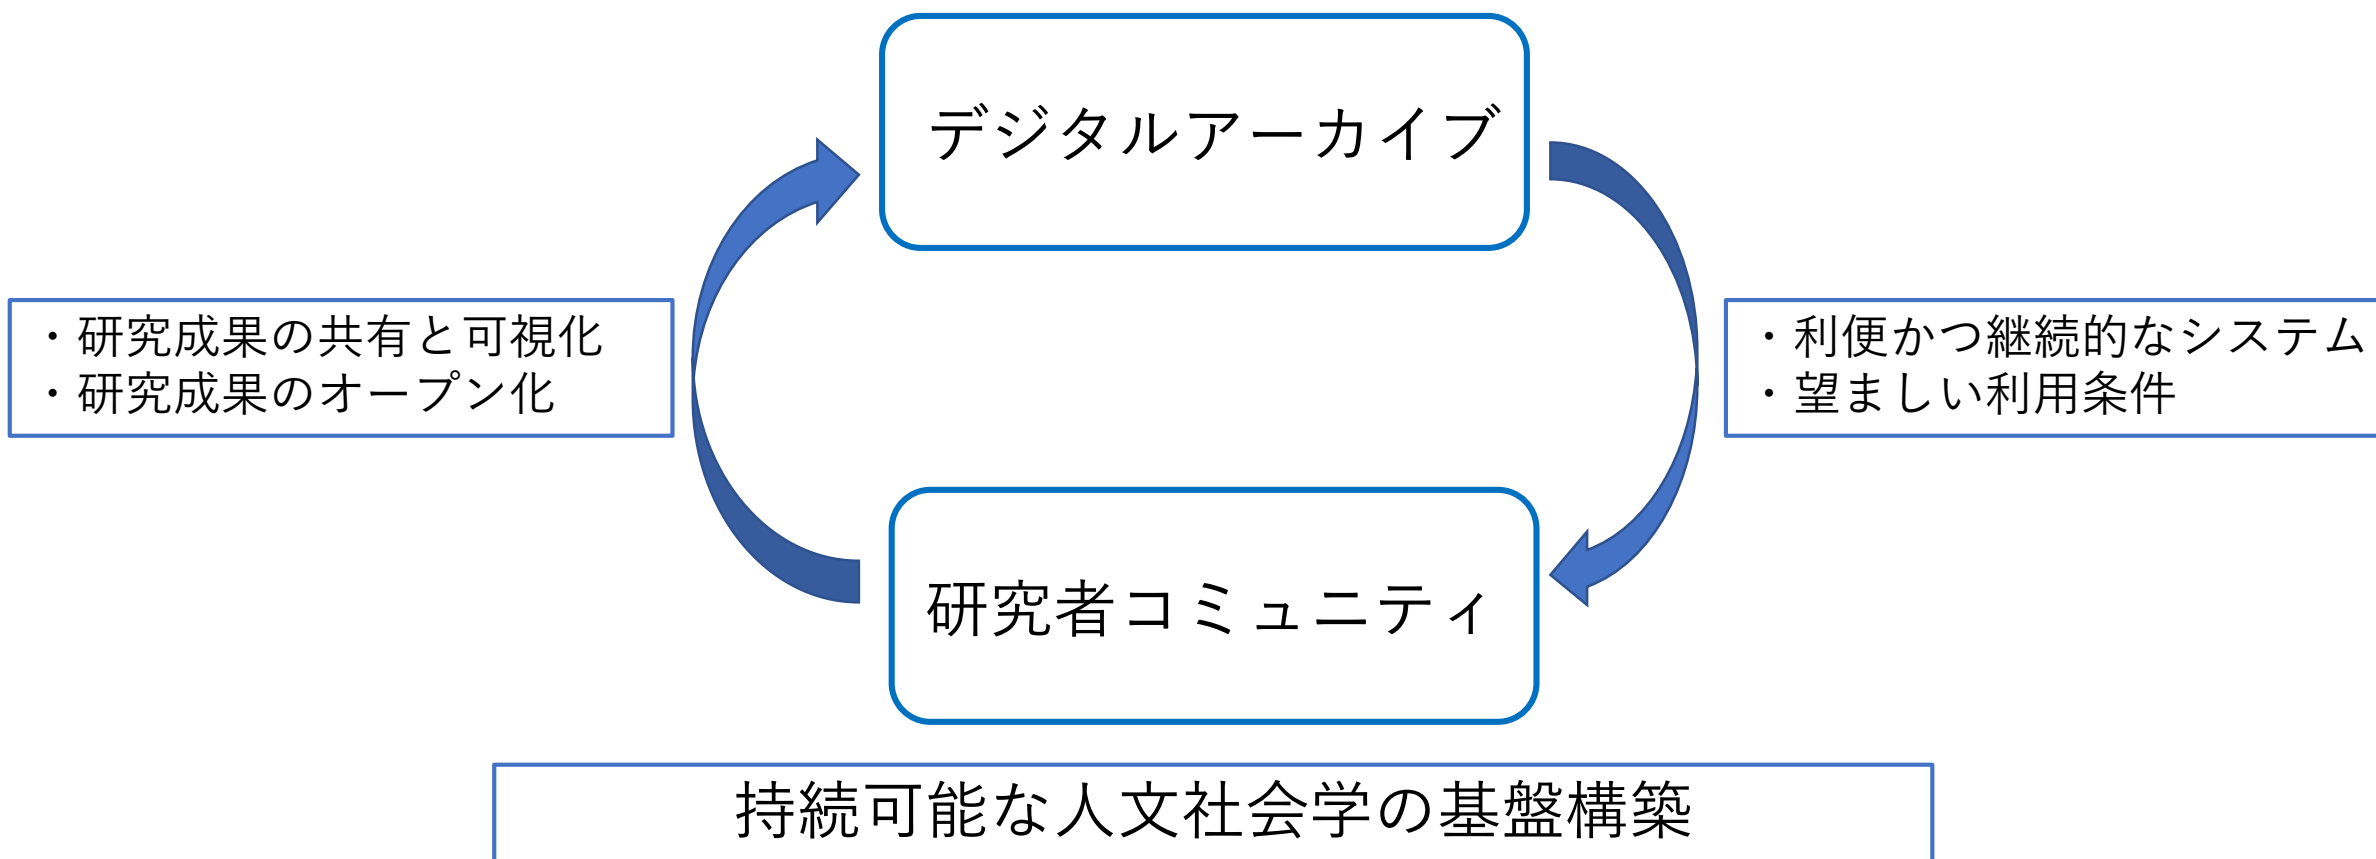 デジタルアーカイブ
・研究成果の共有と可視化
・研究成果のオープン化
・利便かつ継続的なシステム
・望ましい利用条件
研究者コミュニティ
持続可能な人文社会学の基盤構築